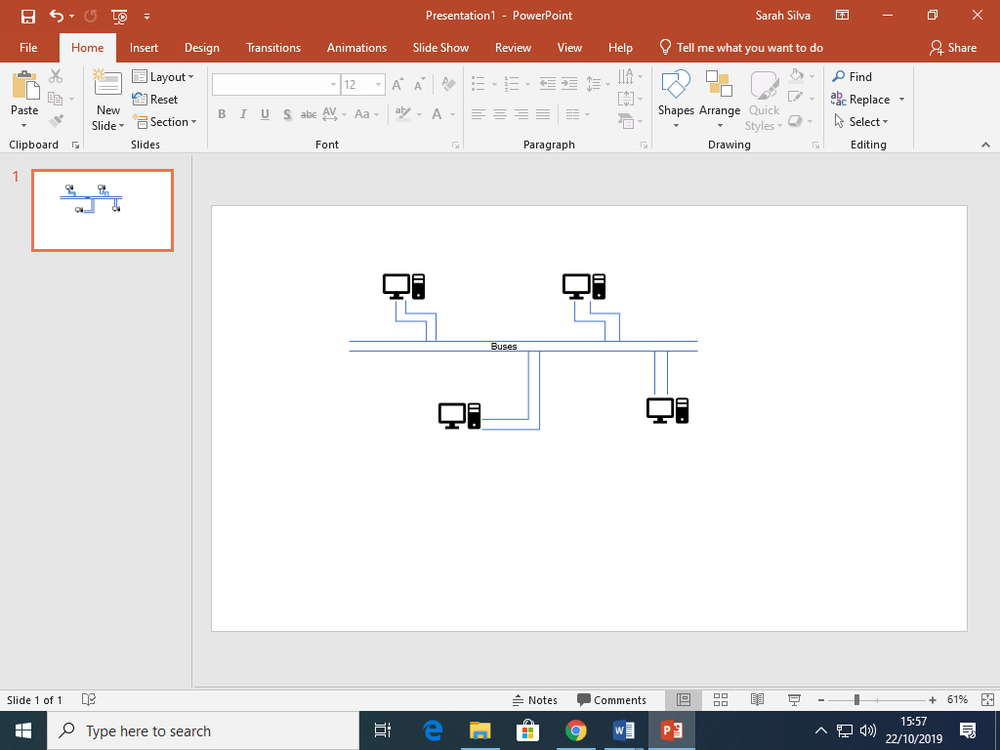 Presentation1 - PowerPoint
Sarah Silva
File Home Insert Design Transitions Animations Slide Show Review View Help Tell me what you want to do Share
Paste
New Slide
Layout
Reset
Section
12
B I U S abc AV Aa ab A
Shapes Arrange Quick Styles
Find
Replace
Select
Clipboard Slides Font Paragraph Drawing Editing
1
Buses
Slide 1 of 1 Notes Comments 61%
Type here to search
15:57
22/10/2019